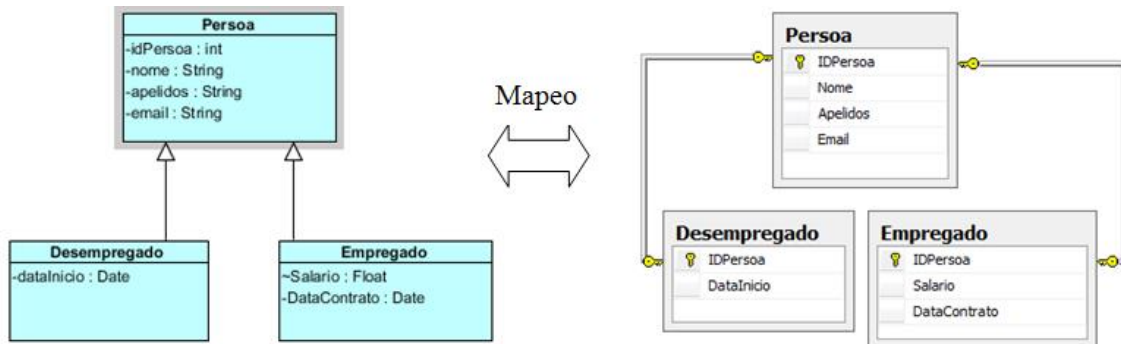 Persoa
-idPersoa : int
-nome : String
-apelidos : String
-email : String
Desempregado
-dataInicio : Date
Empregado
~Salario : Float
-DataContrato : Date
Mapeo
Persoa
IDPersoa
Nome
Apelidos
Email
Desempregado
IDPersoa
DataInicio
Empregado
IDPersoa
Salario
DataContrato